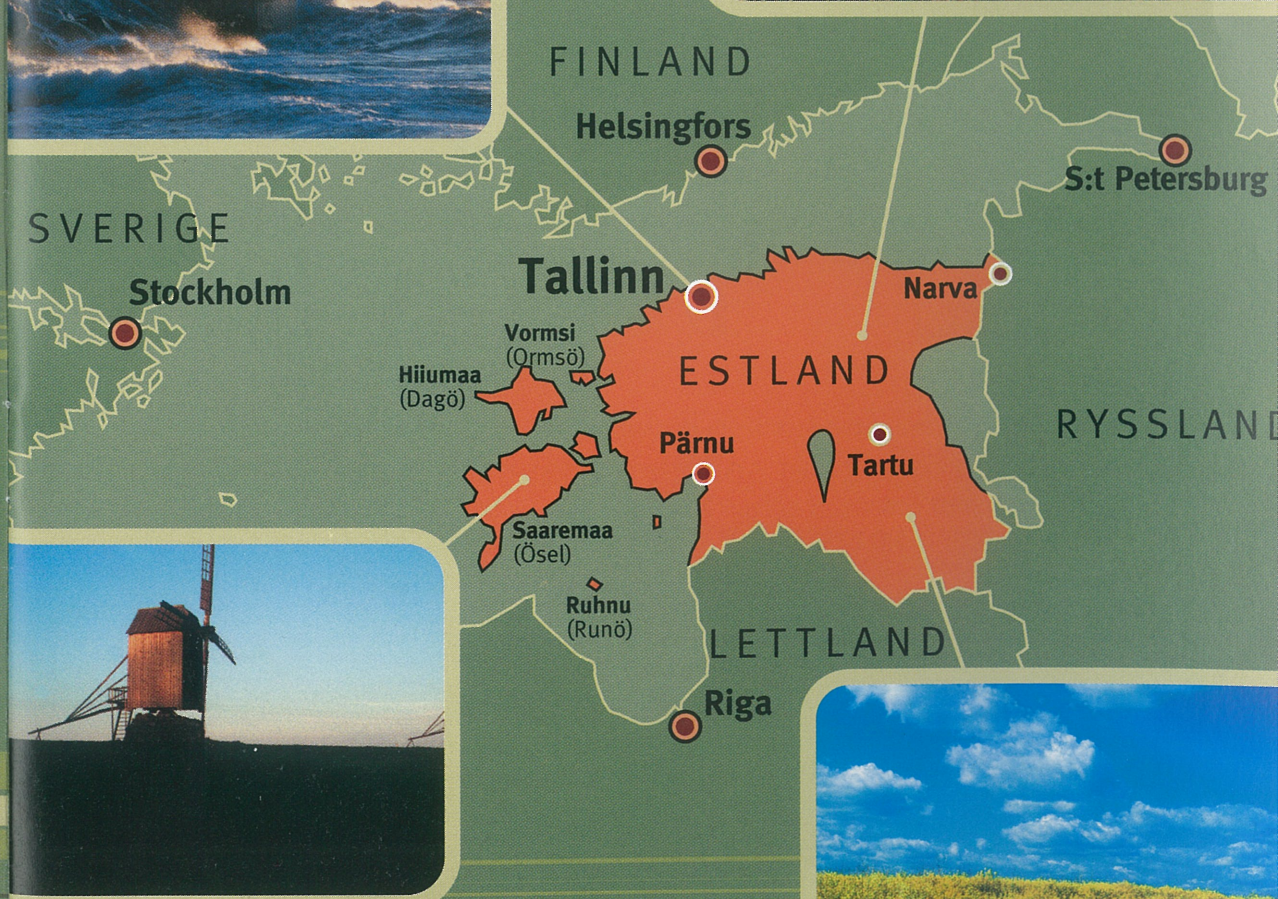 FINLAND
Helsingfors
S:t Petersburg
SVERIGE
Stockholm
Tallinn
Narva
Vormsi
(Ormsö)
Hiiumaa
(Dagö)
ESTLAND
RYSSLAND
Pärnu
Tartu
Saaremaa
(Ösel)
Ruhnu
(Runö)
LETTLAND
Riga